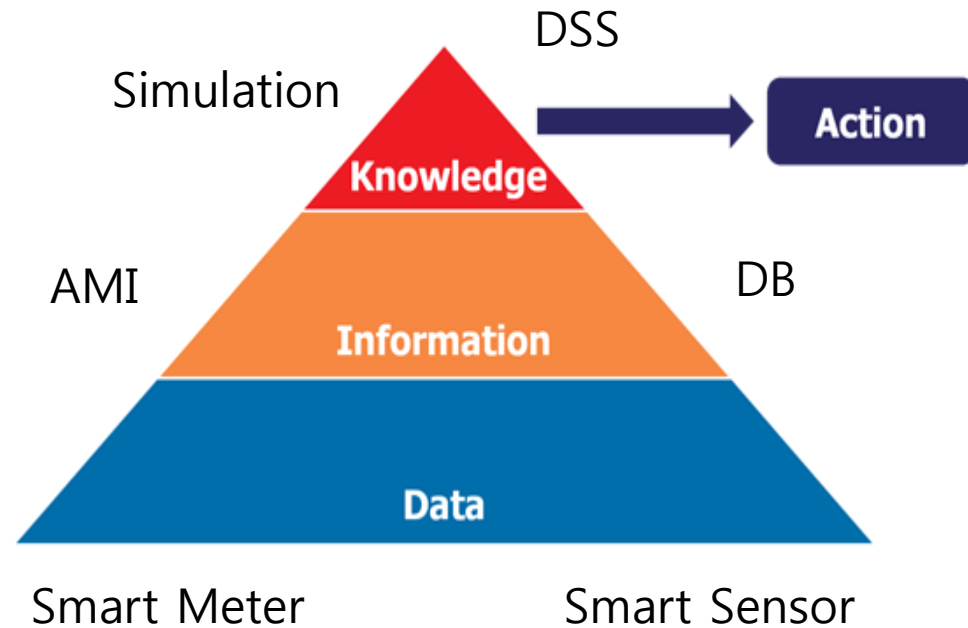 DSS
Simulation
Action
Knowledge
AMI
DB
Information
Data
Smart Meter
Smart Sensor